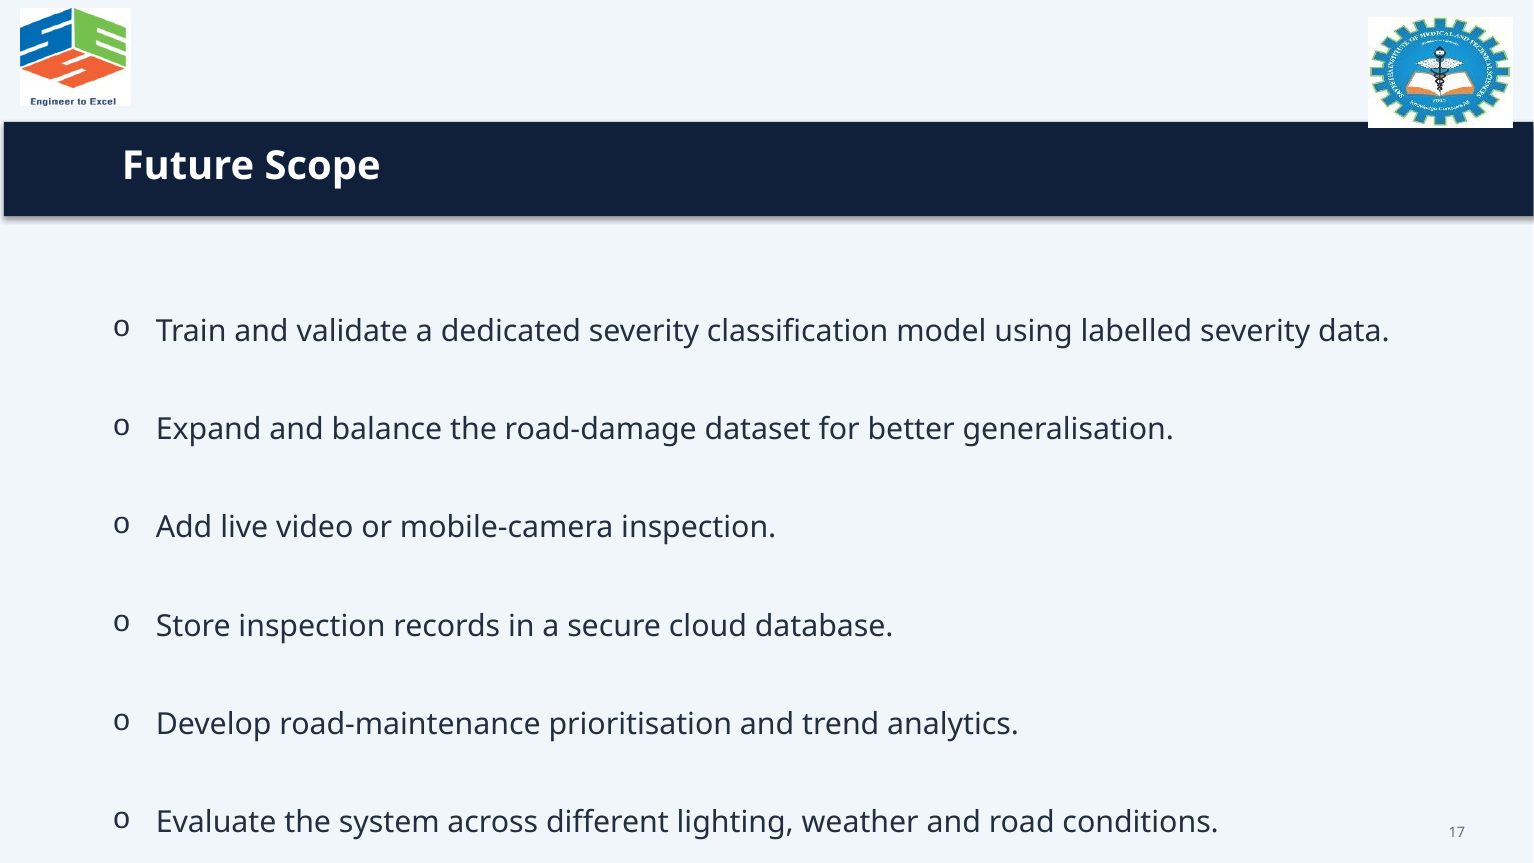 SSE
Engineer to Excel
Future Scope
o Train and validate a dedicated severity classification model using labelled severity data.
o Expand and balance the road-damage dataset for better generalisation.
o Add live video or mobile-camera inspection.
o Store inspection records in a secure cloud database.
o Develop road-maintenance prioritisation and trend analytics.
o Evaluate the system across different lighting, weather and road conditions.
17